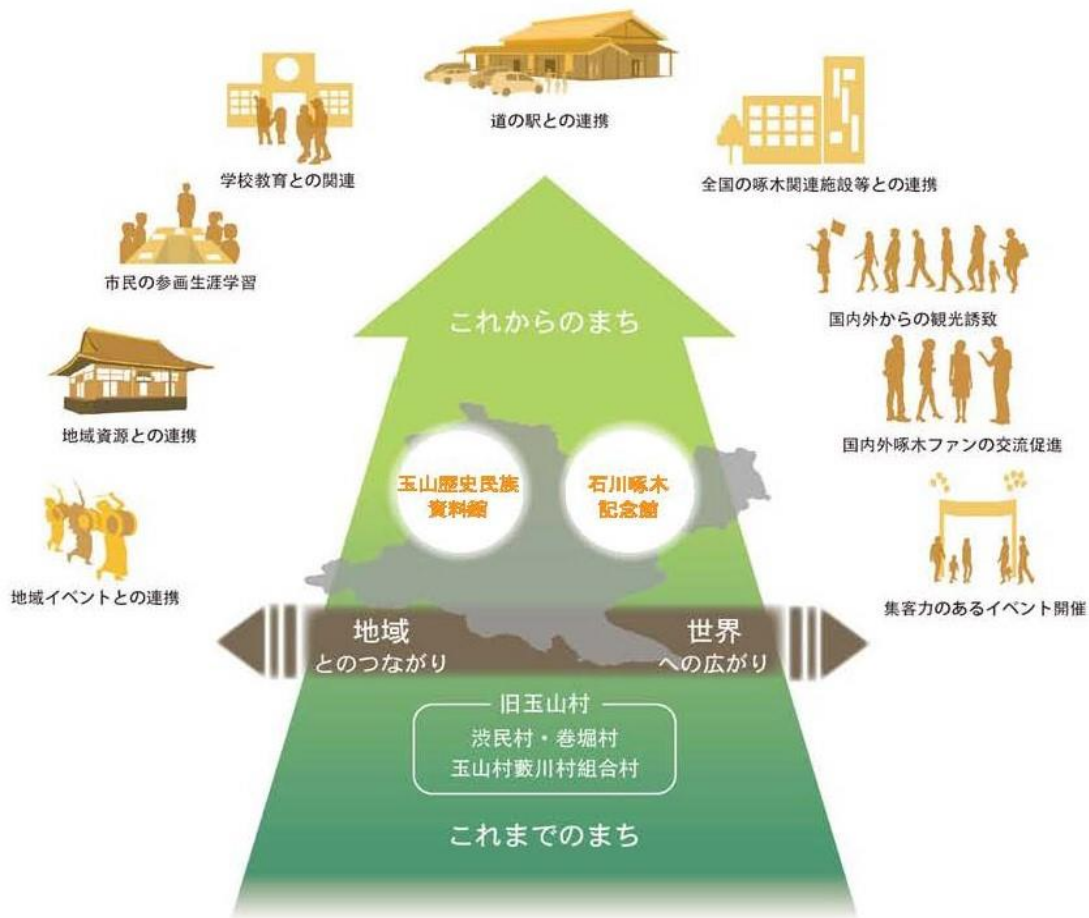 道の駅との連携
学校教育との関連
全国の啄木関連施設等との連携
市民の参画生涯学習
国内外からの観光誘致
これからのまち
地域資源との連携
国内外啄木ファンの交流促進
玉山歴史民族
資料館
石川啄木
記念館
地域イベントとの連携
集客力のあるイベント開催
地域
とのつながり
世界
への広がり
旧玉山村
渋民村・巻堀村
玉山村藪川村組合村
これまでのまち